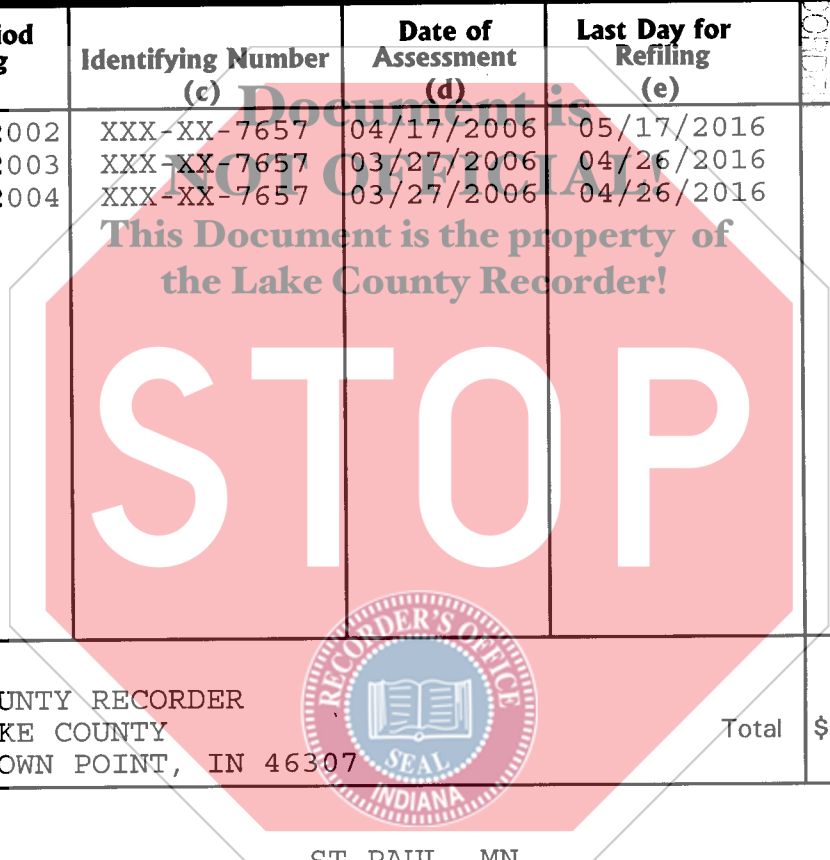 iod Date of Last Day for
g Identifying Number Assessment Refiling
(c) (d) (e)
Document is
2002 XXX-XX-7657 04/17/2006 05/17/2016
2003 XXX-XX-7657 03/27/2006 04/26/2016
NOT OFFICIAL!
2004 XXX-XX-7657 03/27/2006 04/26/2016
This Document is the property of
the Lake County Recorder!
STOP
RECORDER'S OFFICE
SEAL
INDIANA
UNTY RECORDER
KE COUNTY Total $
OWN POINT, IN 46307
ST PAUL, MN